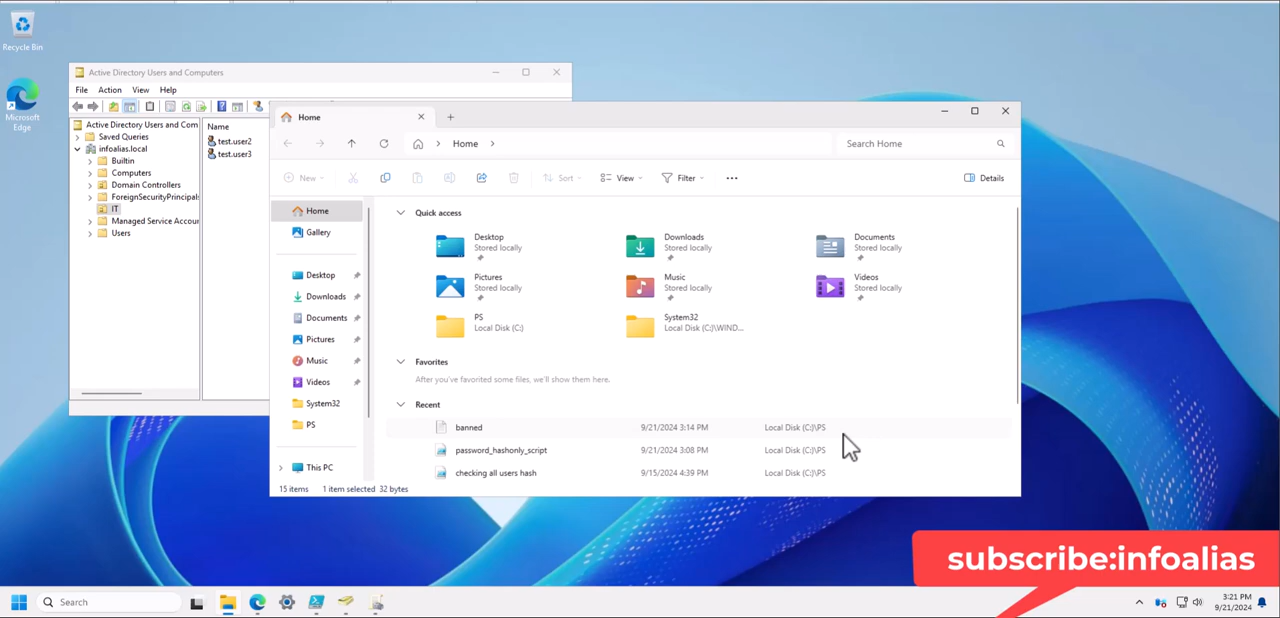 Recycle Bin
Microsoft
Edge
Active Directory Users and Computers
File Action View Help
Active Directory Users and Com
Saved Queries
infoalias.local
Builtin
Computers
Domain Controllers
ForeignSecurityPrincipals
IT
Managed Service Accou
Users
Name
test.user2
test.user3
Home
Home
Search Home
New
Sort
View
Filter
Details
Home
Gallery
Desktop
Downloads
Documents
Pictures
Music
Videos
System32
PS
This PC
Quick access
Desktop
Stored locally
Downloads
Stored locally
Documents
Stored locally
Pictures
Stored locally
Music
Stored locally
Videos
Stored locally
PS
Local Disk (C:)
System32
Local Disk (C:)\WIND...
Favorites
After you've favorited some files, we'll show them here.
Recent
banned 9/21/2024 3:14 PM Local Disk (C:)\PS
password_hashonly_script 9/21/2024 3:08 PM Local Disk (C:)\PS
checking all users hash 9/15/2024 4:39 PM Local Disk (C:)\PS
15 items 1 item selected 32 bytes
subscribe:infoalias
Search
3:21 PM
9/21/2024